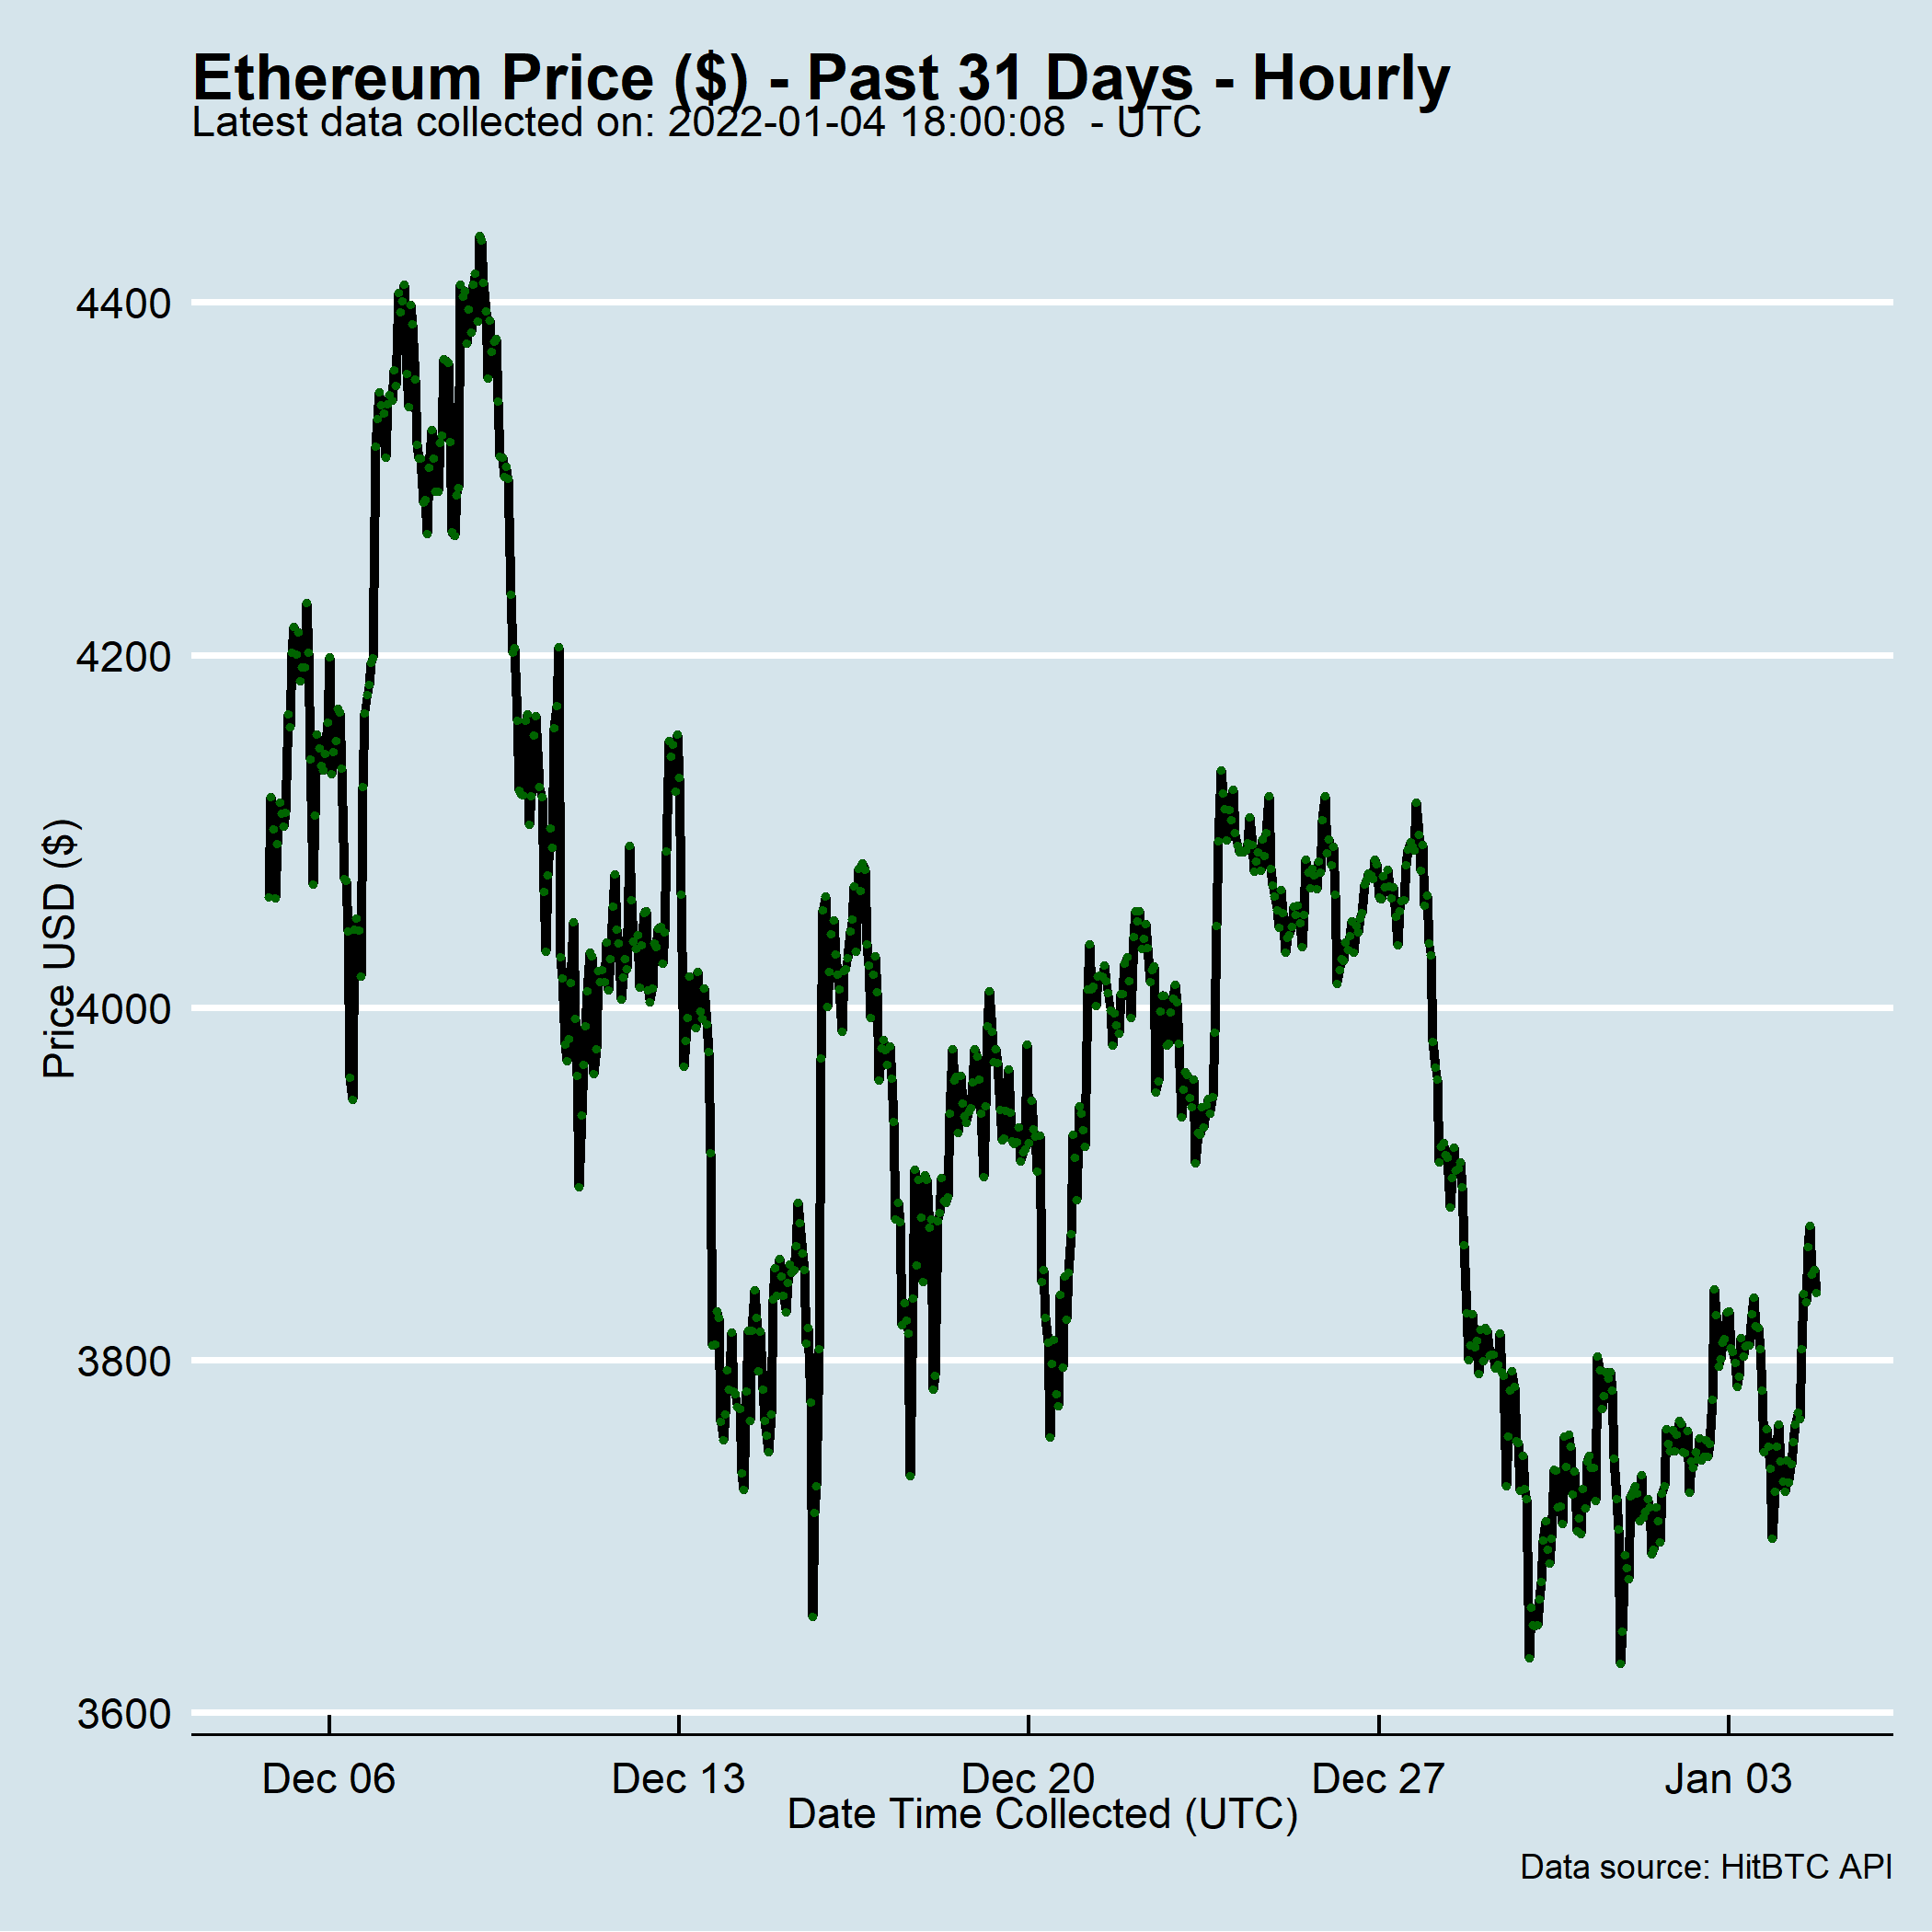 Ethereum Price ($) - Past 31 Days - Hourly
Latest data collected on: 2022-01-04 18:00:08  - UTC
Price USD ($)
4400
4200
4000
3800
3600
Dec 06
Dec 13
Dec 20
Dec 27
Jan 03
Date Time Collected (UTC)
Data source: HitBTC API